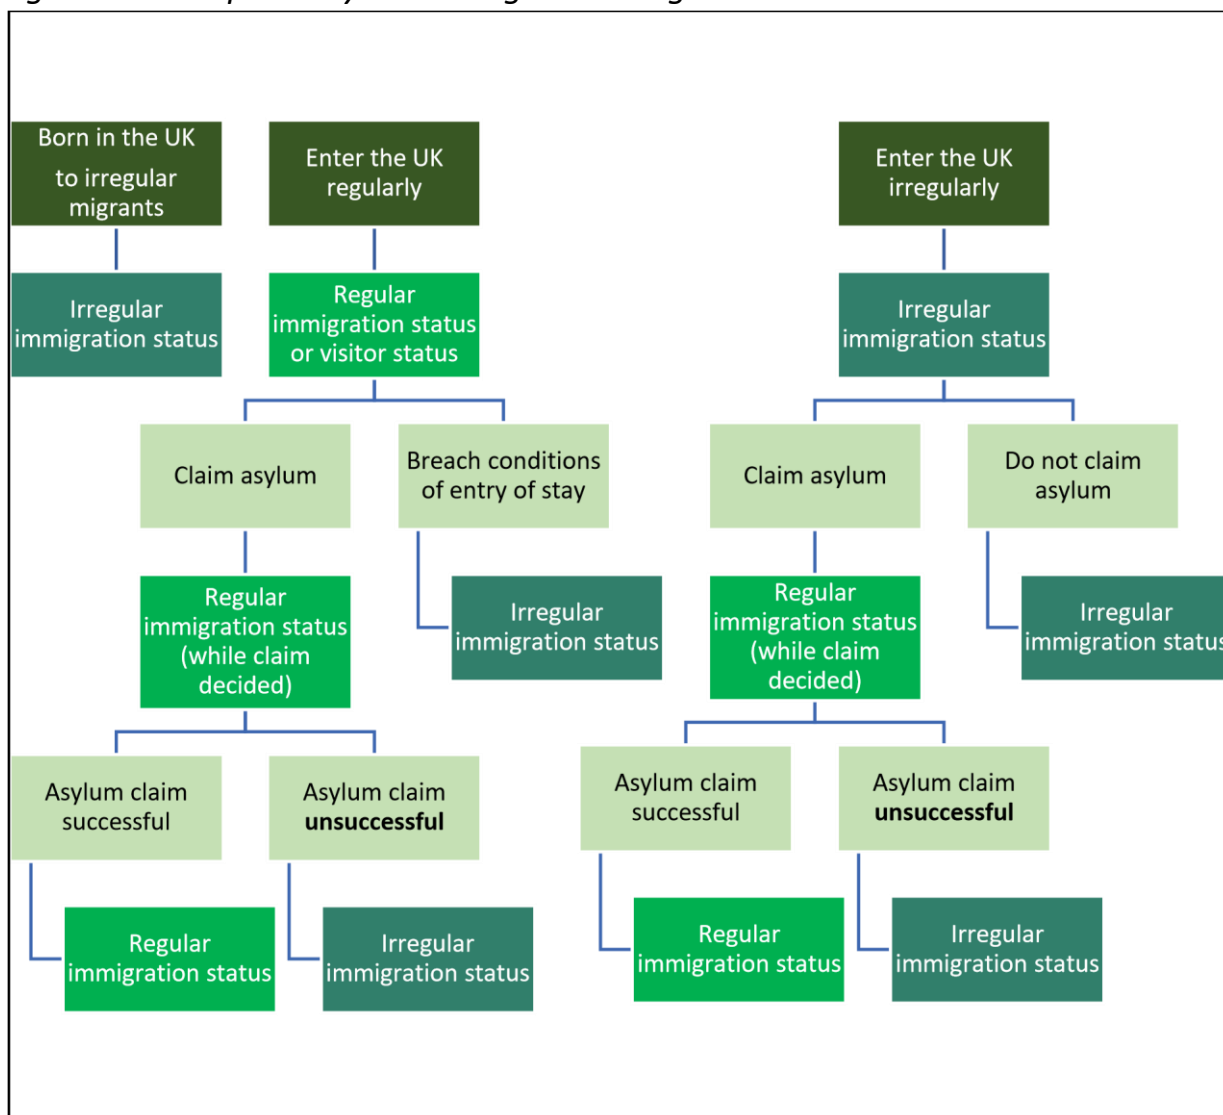 Born in the UK
to irregular
migrants
Enter the UK
regularly
Enter the UK
irregularly
Irregular
immigration status
Regular
immigration status
or visitor status
Irregular
immigration status
Claim asylum
Breach conditions
of entry of stay
Claim asylum
Do not claim
asylum
Regular
immigration status
(while claim
decided)
Irregular
immigration status
Regular
immigration status
(while claim
decided)
Irregular
immigration status
Asylum claim
successful
Asylum claim
unsuccessful
Asylum claim
successful
Asylum claim
unsuccessful
Regular
immigration status
Irregular
immigration status
Regular
immigration status
Irregular
immigration status